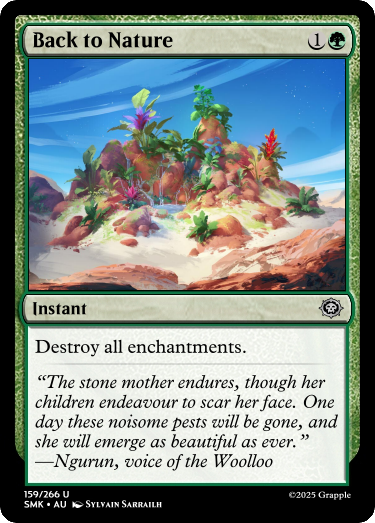 Back to Nature 1
Instant
Destroy all enchantments.
“The stone mother endures, though her
children endeavour to scar her face. One
day these noisome pests will be gone, and
she will emerge as beautiful as ever.”
—Ngurun, voice of the Woolloo
159/266 U
SMK • AU Sylvain Sarrailh
©2025 Grapple